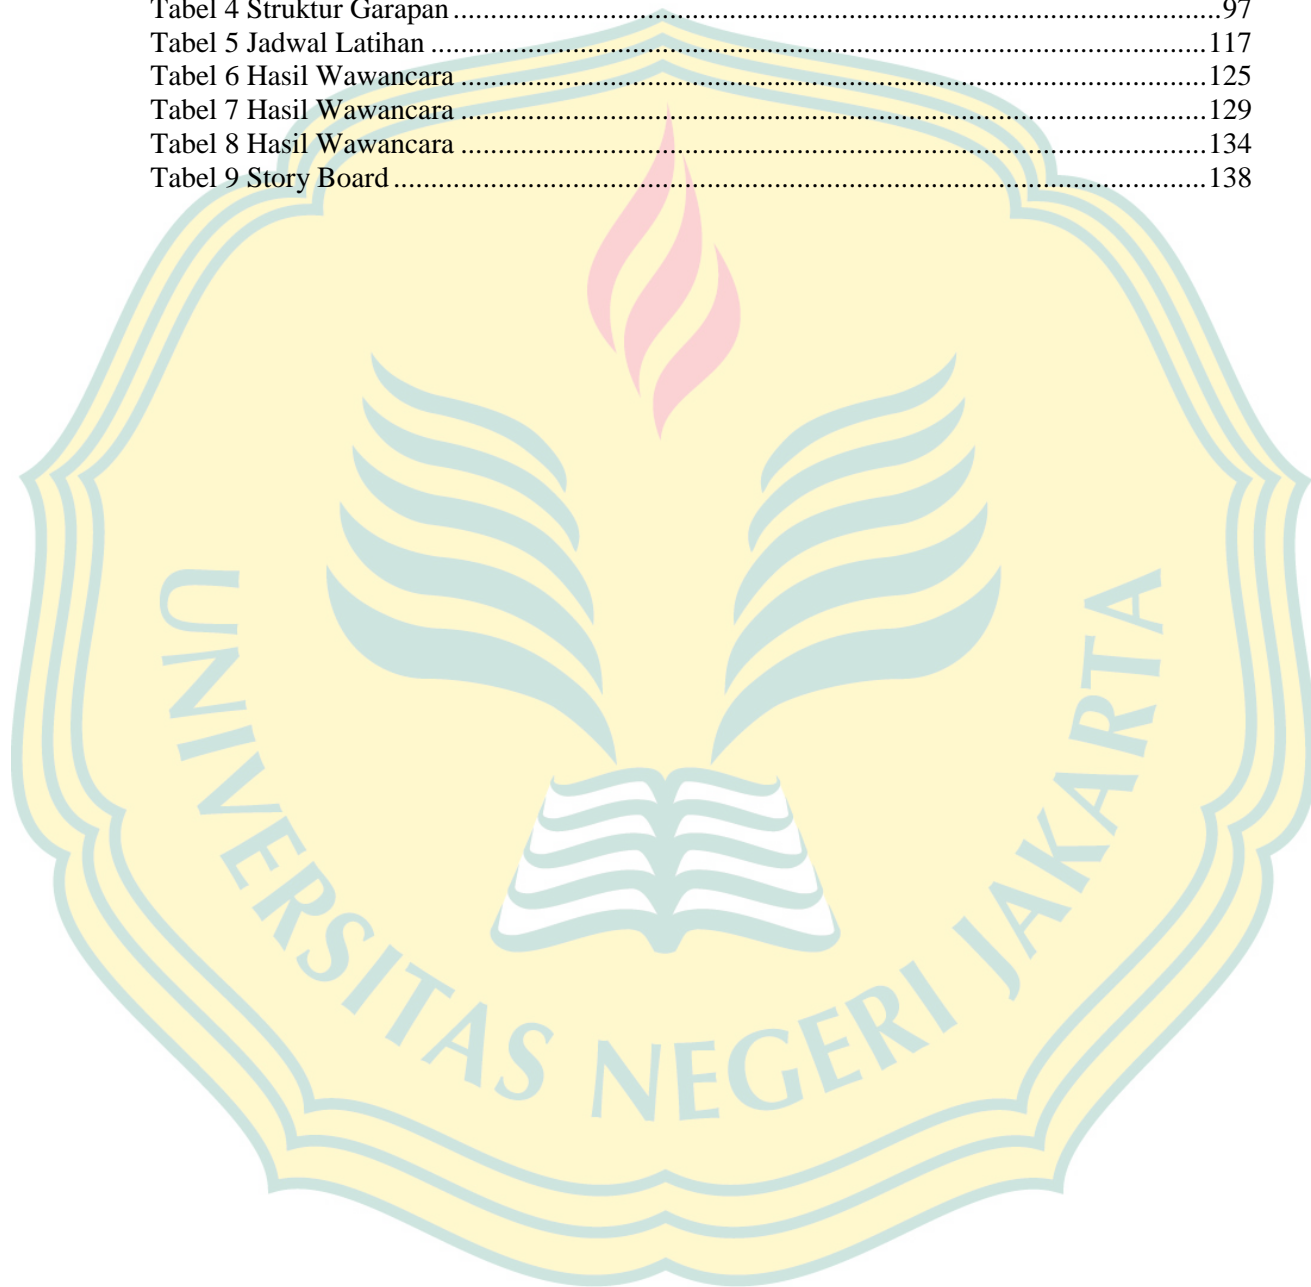 Tabel 4 Struktur Garapan ........................................................................................................97
Tabel 5 Jadwal Latihan .........................................................................................................117
Tabel 6 Hasil Wawancara .....................................................................................................125
Tabel 7 Hasil Wawancara .....................................................................................................129
Tabel 8 Hasil Wawancara .....................................................................................................134
Tabel 9 Story Board ..............................................................................................................138
UNIVERSITAS NEGERI JAKARTA